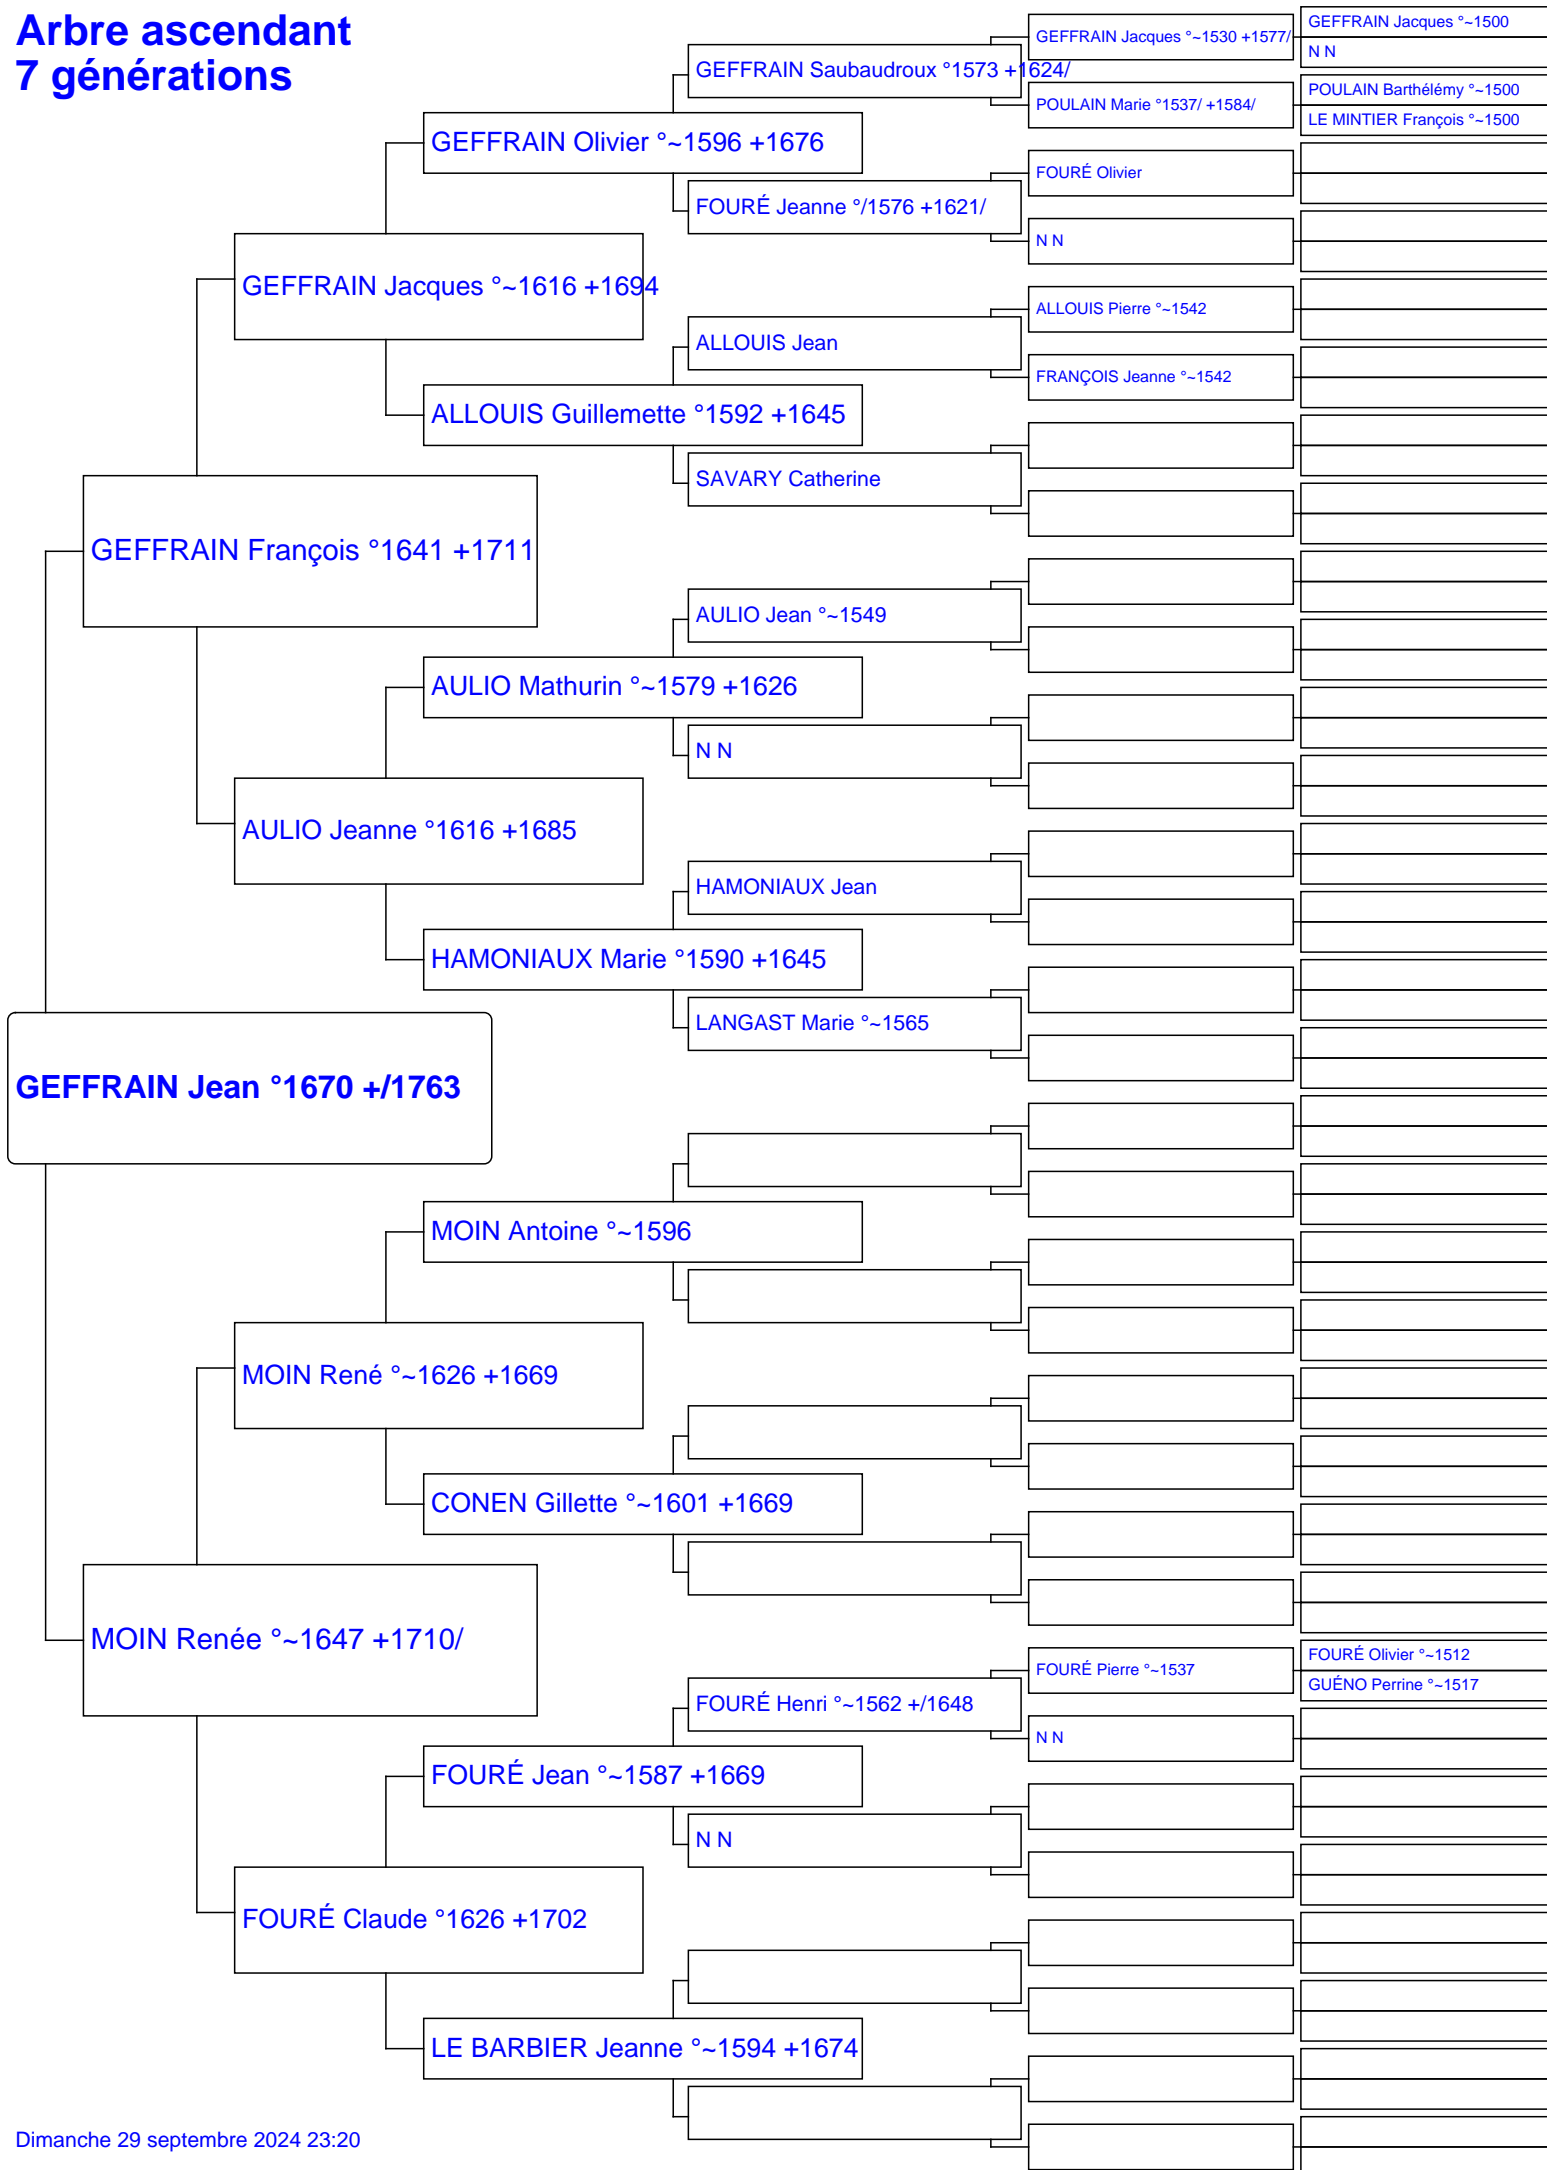 Arbre ascendant
7 générations
GEFFRAIN Jean °1670 +/1763
GEFFRAIN François °1641 +1711
MOIN Renée °~1647 +1710/
GEFFRAIN Jacques °~1616 +1694
AULIO Jeanne °1616 +1685
MOIN René °~1626 +1669
FOURÉ Claude °1626 +1702
GEFFRAIN Olivier °~1596 +1676
ALLOUIS Guillemette °1592 +1645
AULIO Mathurin °~1579 +1626
HAMONIAUX Marie °1590 +1645
MOIN Antoine °~1596
CONEN Gillette °~1601 +1669
FOURÉ Jean °~1587 +1669
LE BARBIER Jeanne °~1594 +1674
GEFFRAIN Saubaudroux °1573 +1624/
FOURÉ Jeanne °/1576 +1621/
ALLOUIS Jean
SAVARY Catherine
AULIO Jean °~1549
N N
HAMONIAUX Jean
LANGAST Marie °~1565
FOURÉ Henri °~1562 +/1648
N N
GEFFRAIN Jacques °~1530 +1577/
POULAIN Marie °1537/ +1584/
FOURÉ Olivier
N N
ALLOUIS Pierre °~1542
FRANÇOIS Jeanne °~1542
FOURÉ Pierre °~1537
N N
GEFFRAIN Jacques °~1500
N N
POULAIN Barthélémy °~1500
LE MINTIER François °~1500
FOURÉ Olivier °~1512
GUÉNO Perrine °~1517
Dimanche 29 septembre 2024 23:20